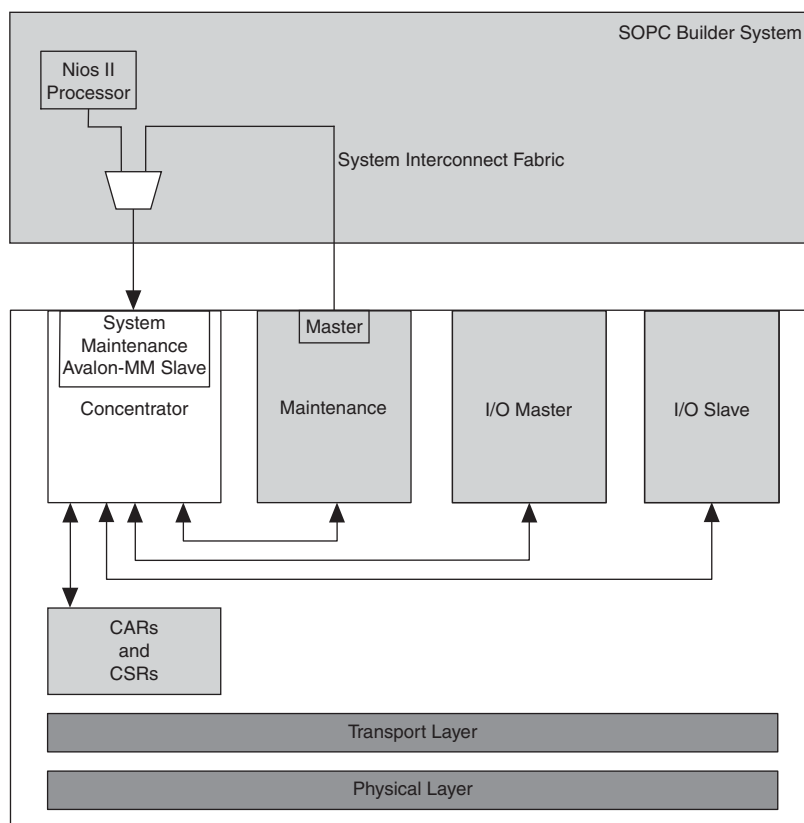 SOPC Builder System
Nios II
Processor
System Interconnect Fabric
System
Maintenance
Avalon-MM Slave
Concentrator
Master
Maintenance
I/O Master
I/O Slave
CARs
and
CSRs
Transport Layer
Physical Layer